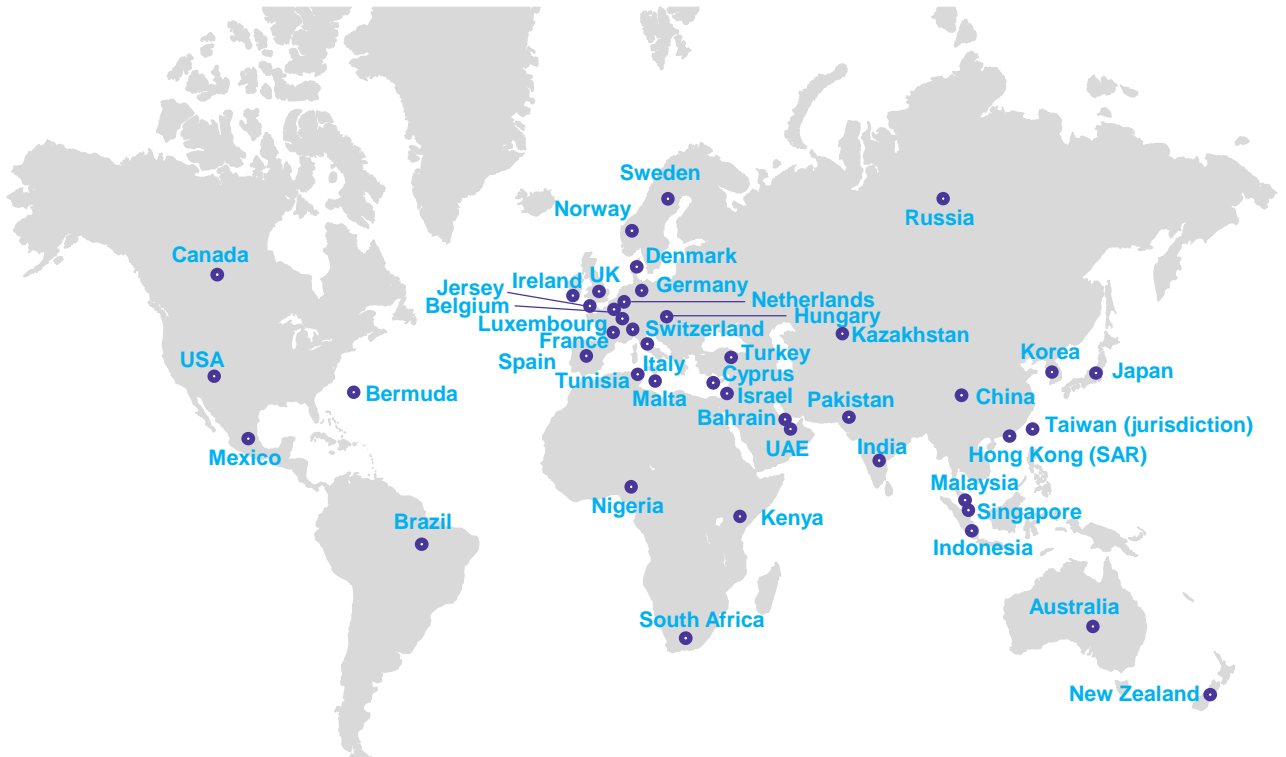 Sweden
Norway
Russia
Denmark
Canada
Ireland
UK
Germany
Jersey
Netherlands
Belgium
Hungary
Luxembourg
Switzerland
Kazakhstan
France
USA
Spain
Italy
Turkey
Korea
Japan
Tunisia
Cyprus
Bermuda
Malta
Israel
China
Bahrain
Pakistan
Taiwan (jurisdiction)
UAE
India
Hong Kong (SAR)
Mexico
Malaysia
Nigeria
Singapore
Brazil
Kenya
Indonesia
Australia
South Africa
New Zealand